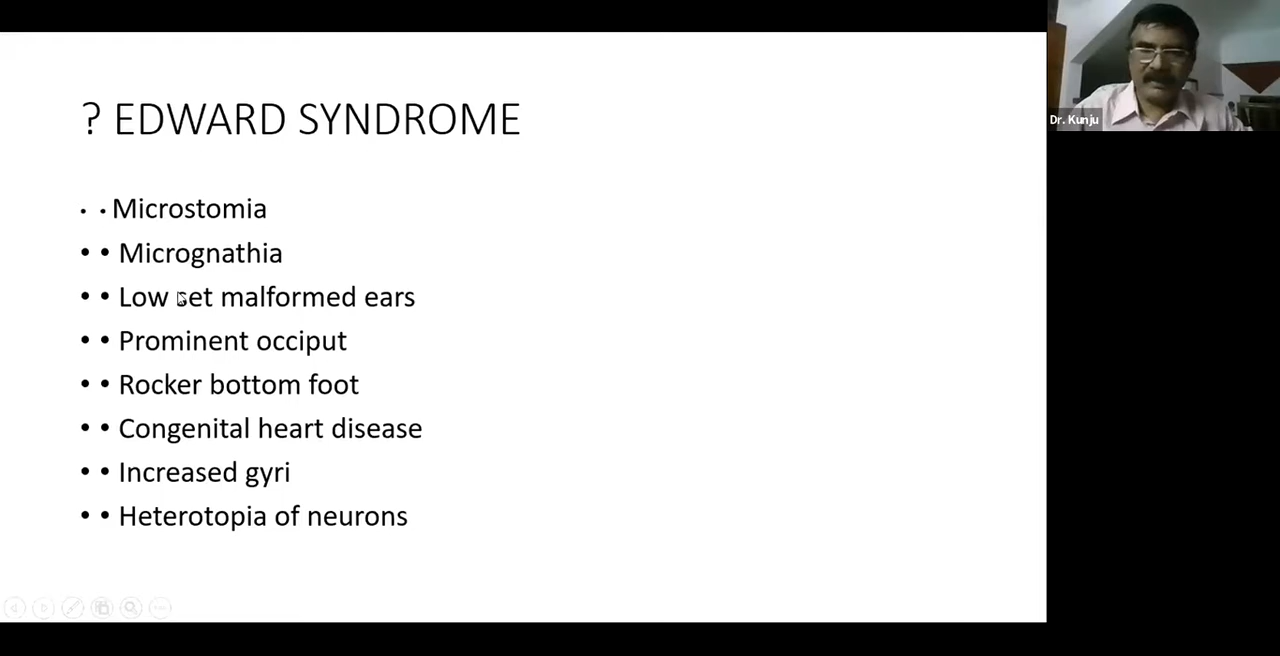 ? EDWARD SYNDROME
• • Microstomia
• • Micrognathia
• • Low set malformed ears
• • Prominent occiput
• • Rocker bottom foot
• • Congenital heart disease
• • Increased gyri
• • Heterotopia of neurons
Dr. Kunju